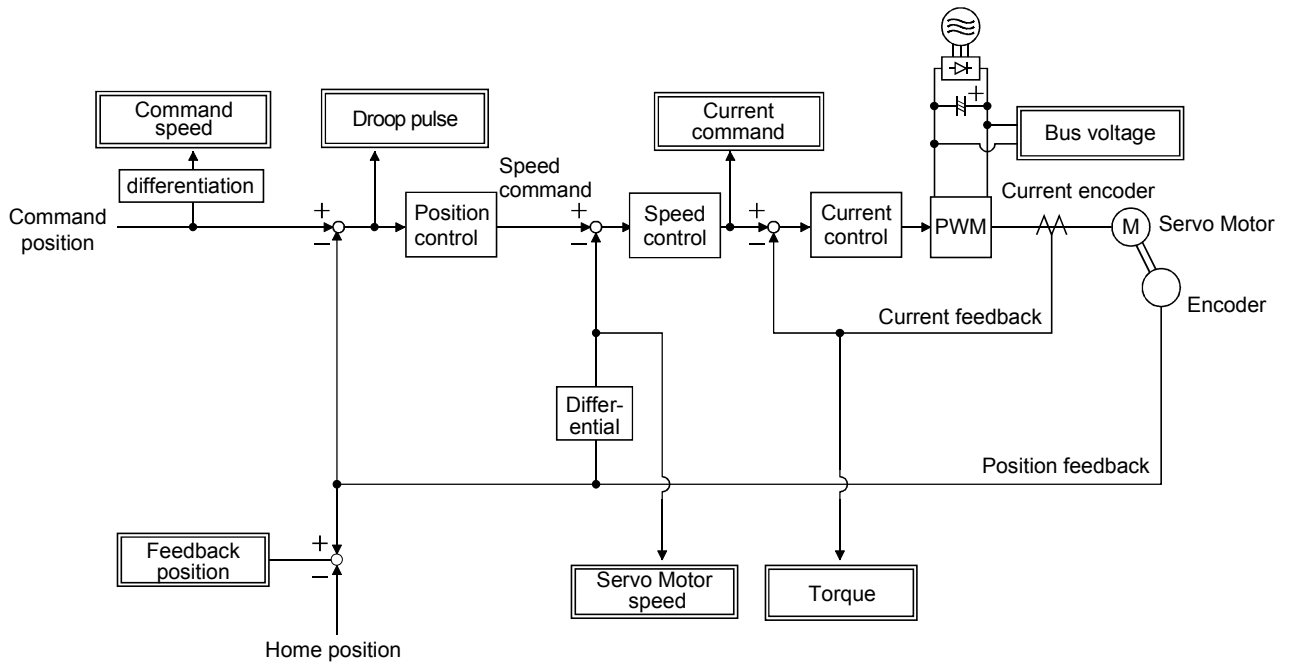 Command
speed
Droop pulse
Current
command
Bus voltage
differentiation
Speed
command
Current encoder
Command
position
+
−
Position
control
+
−
Speed
control
+
−
Current
control
PWM
+
M
Servo Motor
Encoder
Current feedback
Differ-
ential
Position feedback
Feedback
position
+
−
Servo Motor
speed
Torque
Home position